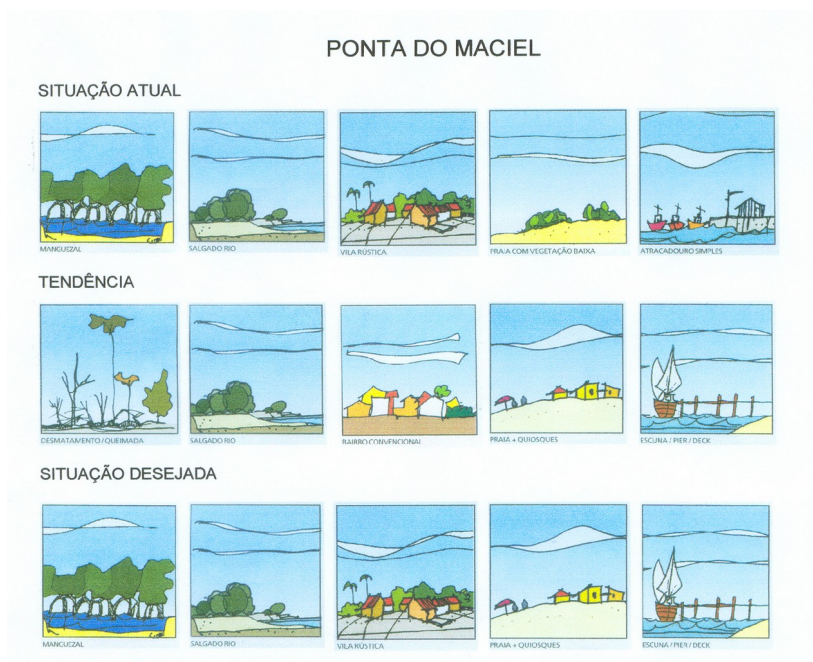 PONTA DO MACIEL
SITUAÇÃO ATUAL
MANGUEZAL
SALGADO RIO
VILA RÚSTICA
PRAIA COM VEGETAÇÃO BAIXA
ATRACADOURO SIMPLES
TENDÊNCIA
DESMATAMENTO / QUEIMADA
SALGADO RIO
BAIRRO CONVENCIONAL
PRAIA + QUIOSQUES
ESCUNA / PIER / DECK
SITUAÇÃO DESEJADA
MANGUEZAL
SALGADO RIO
VILA RÚSTICA
PRAIA + QUIOSQUES
ESCUNA / PIER / DECK